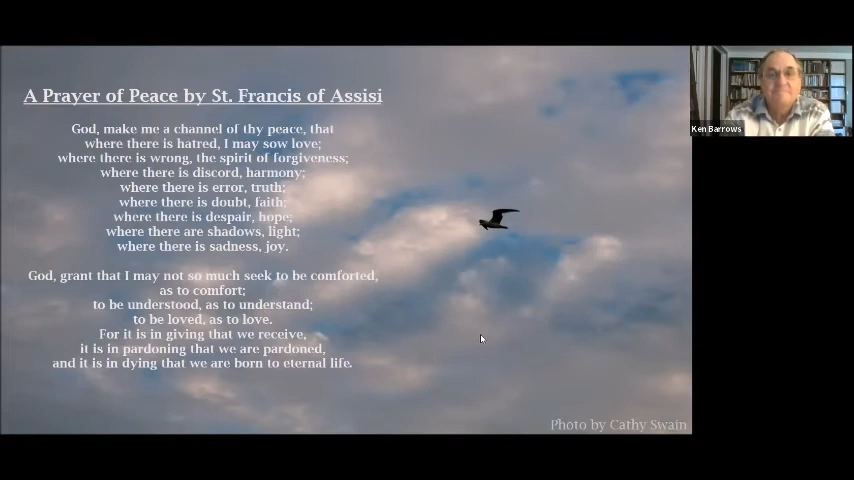 A Prayer of Peace by St. Francis of Assisi
God, make me a channel of thy peace, that
where there is hatred, I may sow love;
where there is wrong, the spirit of forgiveness;
where there is discord, harmony;
where there is error, truth;
where there is doubt, faith;
where there is despair, hope;
where there are shadows, light;
where there is sadness, joy.
God, grant that I may not so much seek to be comforted,
as to comfort;
to be understood, as to understand;
to be loved, as to love.
For it is in giving that we receive,
it is in pardoning that we are pardoned,
and it is in dying that we are born to eternal life.
Photo by Cathy Swain
Ken Barrows